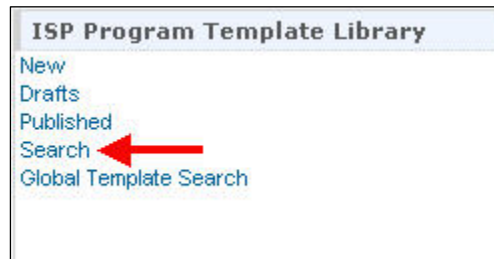 ISP Program Template Library
New
Drafts
Published
Search
Global Template Search